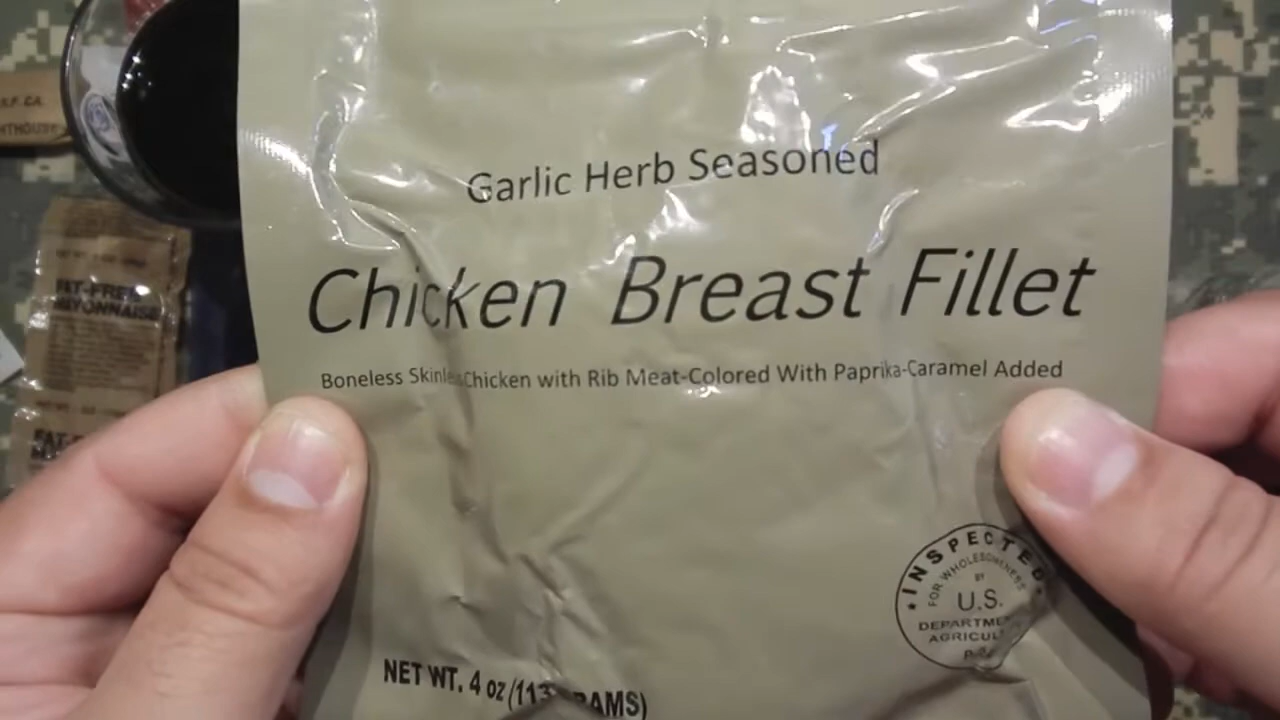 Garlic Herb Seasoned
Chicken Breast Fillet
Boneless Chicken with Rib Meat-Colored With Paprika-Caramel Added
INSPECTED
FOR WHOLESOMENESS
BY
U.S.
NET WT. 4 oz
FAT-FREE
MAYONNAISE